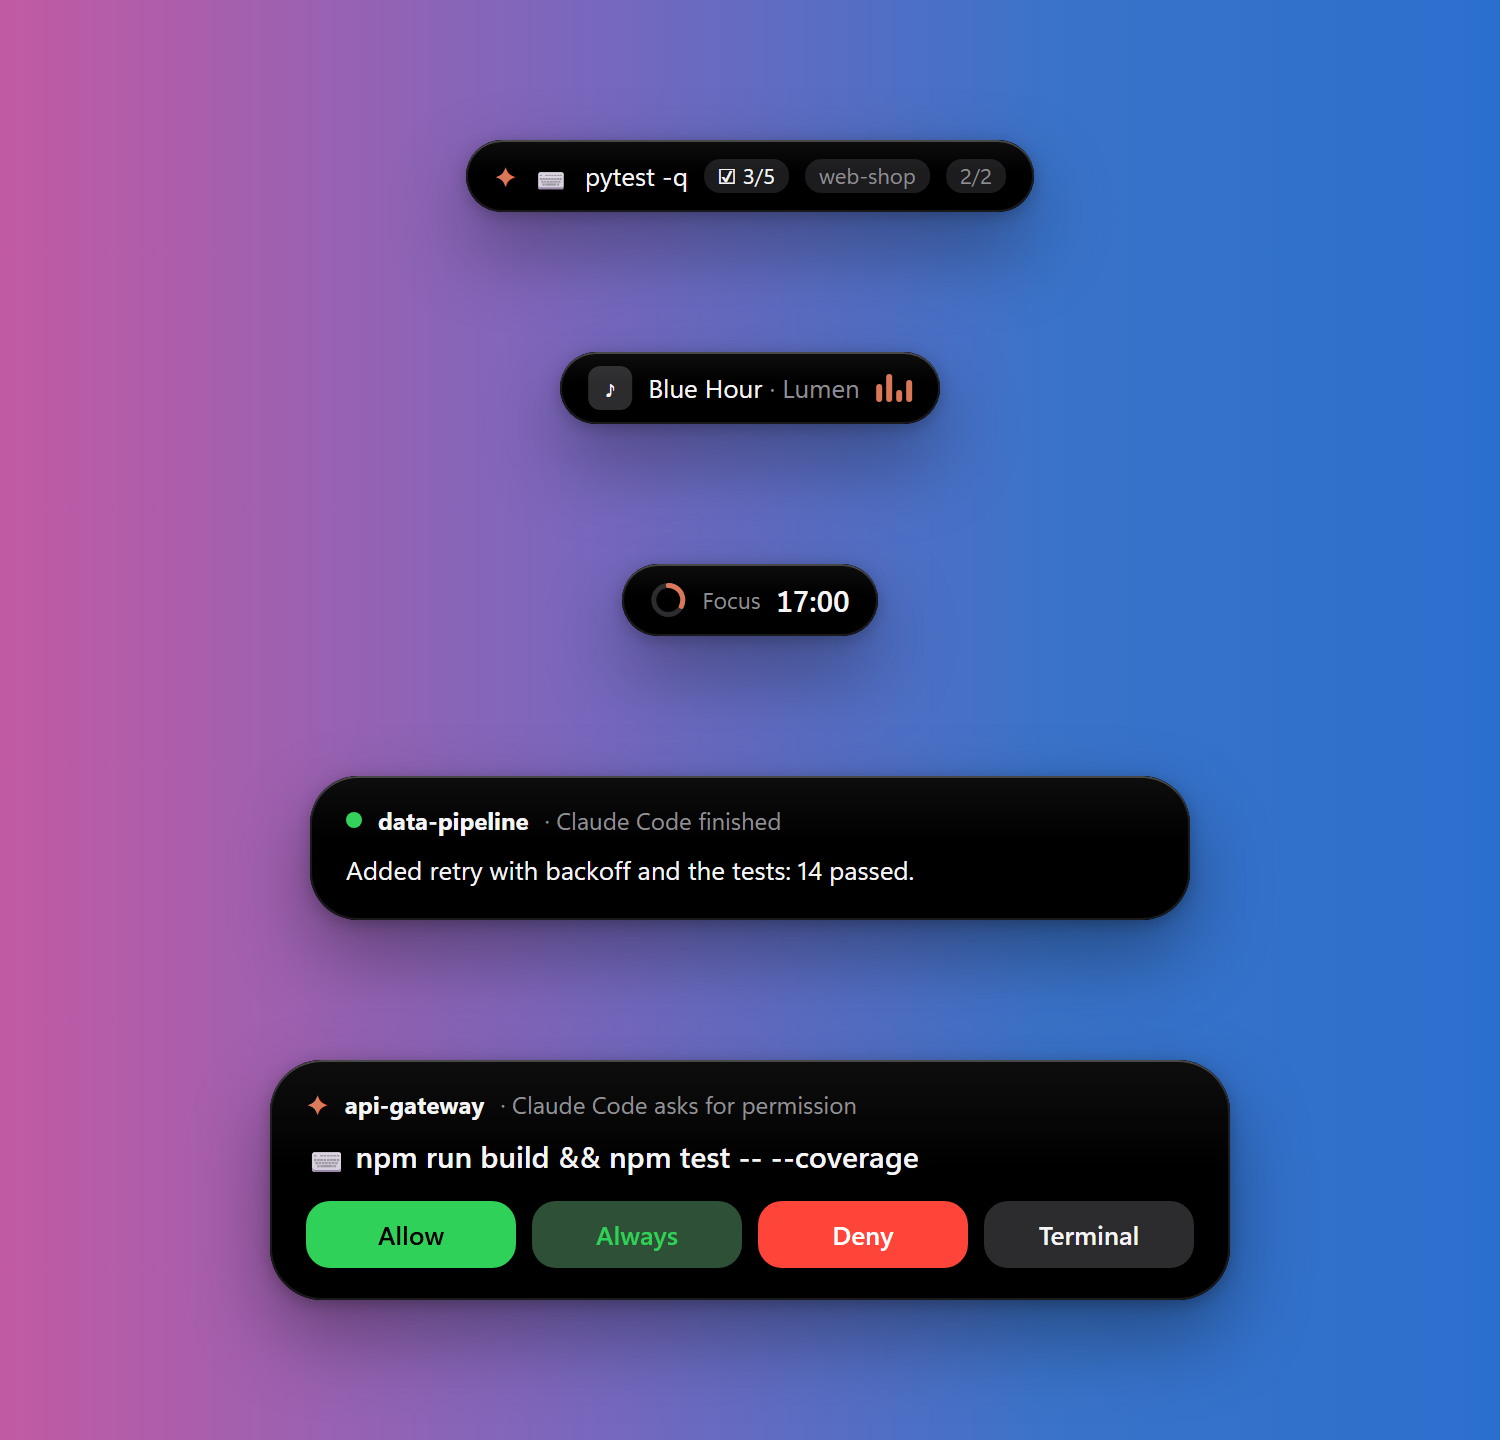 pytest -q ☑ 3/5 web-shop 2/2
Blue Hour · Lumen
Focus 17:00
data-pipeline · Claude Code finished
Added retry with backoff and the tests: 14 passed.
api-gateway · Claude Code asks for permission
npm run build && npm test -- --coverage
Allow Always Deny Terminal